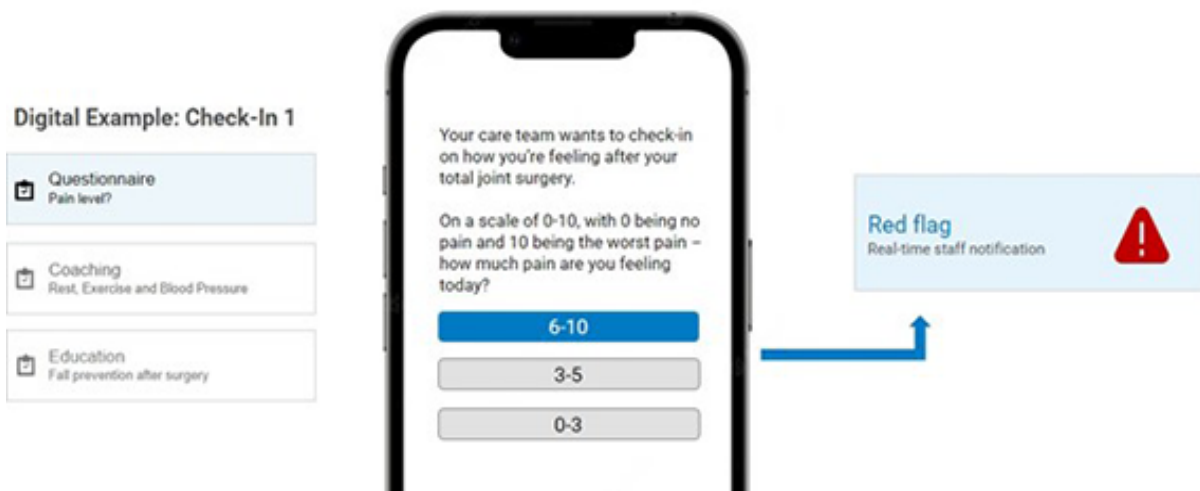 Digital Example: Check-In 1
Questionnaire
Pain level?
Coaching
Rest, Exercise and Blood Pressure
Education
Fall prevention after surgery
Your care team wants to check-in
on how you're feeling after your
total joint surgery.
On a scale of 0-10, with 0 being no
pain and 10 being the worst pain –
how much pain are you feeling
today?
6-10
3-5
0-3
Red flag
Real-time staff notification